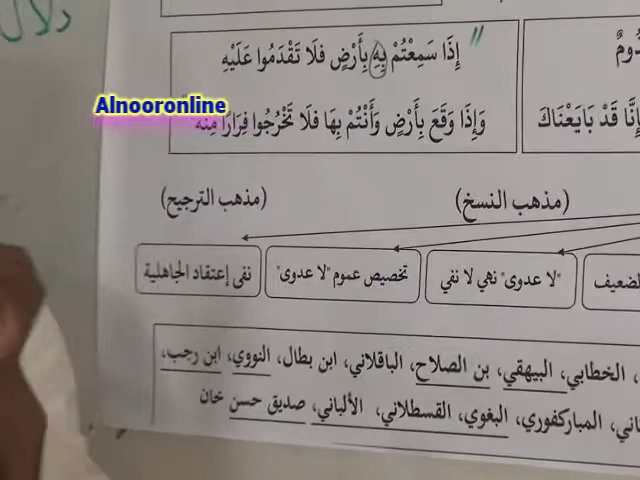 دلال
إِذَا سَمِعْتُمْ بِهِ بِأَرْضٍ فَلَا تَقْدَمُوا عَلَيْهِ
Alnooronline
إِنَّا قَدْ بَايَعْنَاكَ
وَإِذَا وَقَعَ بِأَرْضٍ وَأَنْتُمْ بِهَا فَلَا تَخْرُجُوا فِرَارًا مِنْهُ
(مذهب النسخ) (مذهب الترجيح)
"لا عدوى" نهي لا نفي
تخصيص عموم "لا عدوى"
نفى إعتقاد الجاهلية
الخطابي، البيهقي، بن الصلاح، الباقلاني، ابن بطال، النووي، ابن رجب،
المباركفوري، البغوي، القسطلاني، الألباني، صديق حسن خان